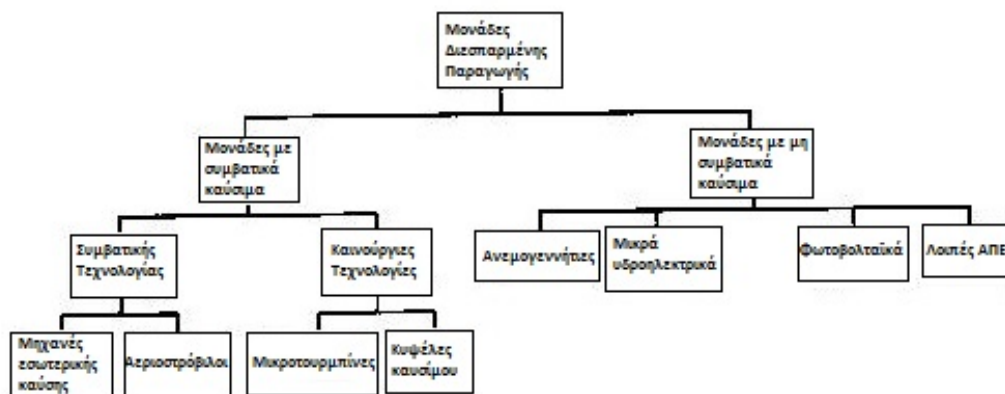 Μονάδες
Διεσπαρμένης
Παραγωγής
Μονάδες με
συμβατικά
καύσιμα
Μονάδες με μη
συμβατικά
καύσιμα
Συμβατικής
Τεχνολογίας
Καινούργιες
Τεχνολογίες
Ανεμογεννήτιες
Μικρά
υδροηλεκτρικά
Φωτοβολταϊκά
Λοιπές ΑΠΕ
Μηχανές
εσωτερικής
καύσης
Αεριοστρόβιλοι
Μικροτουρμπίνες
Κυψέλες
καυσίμου